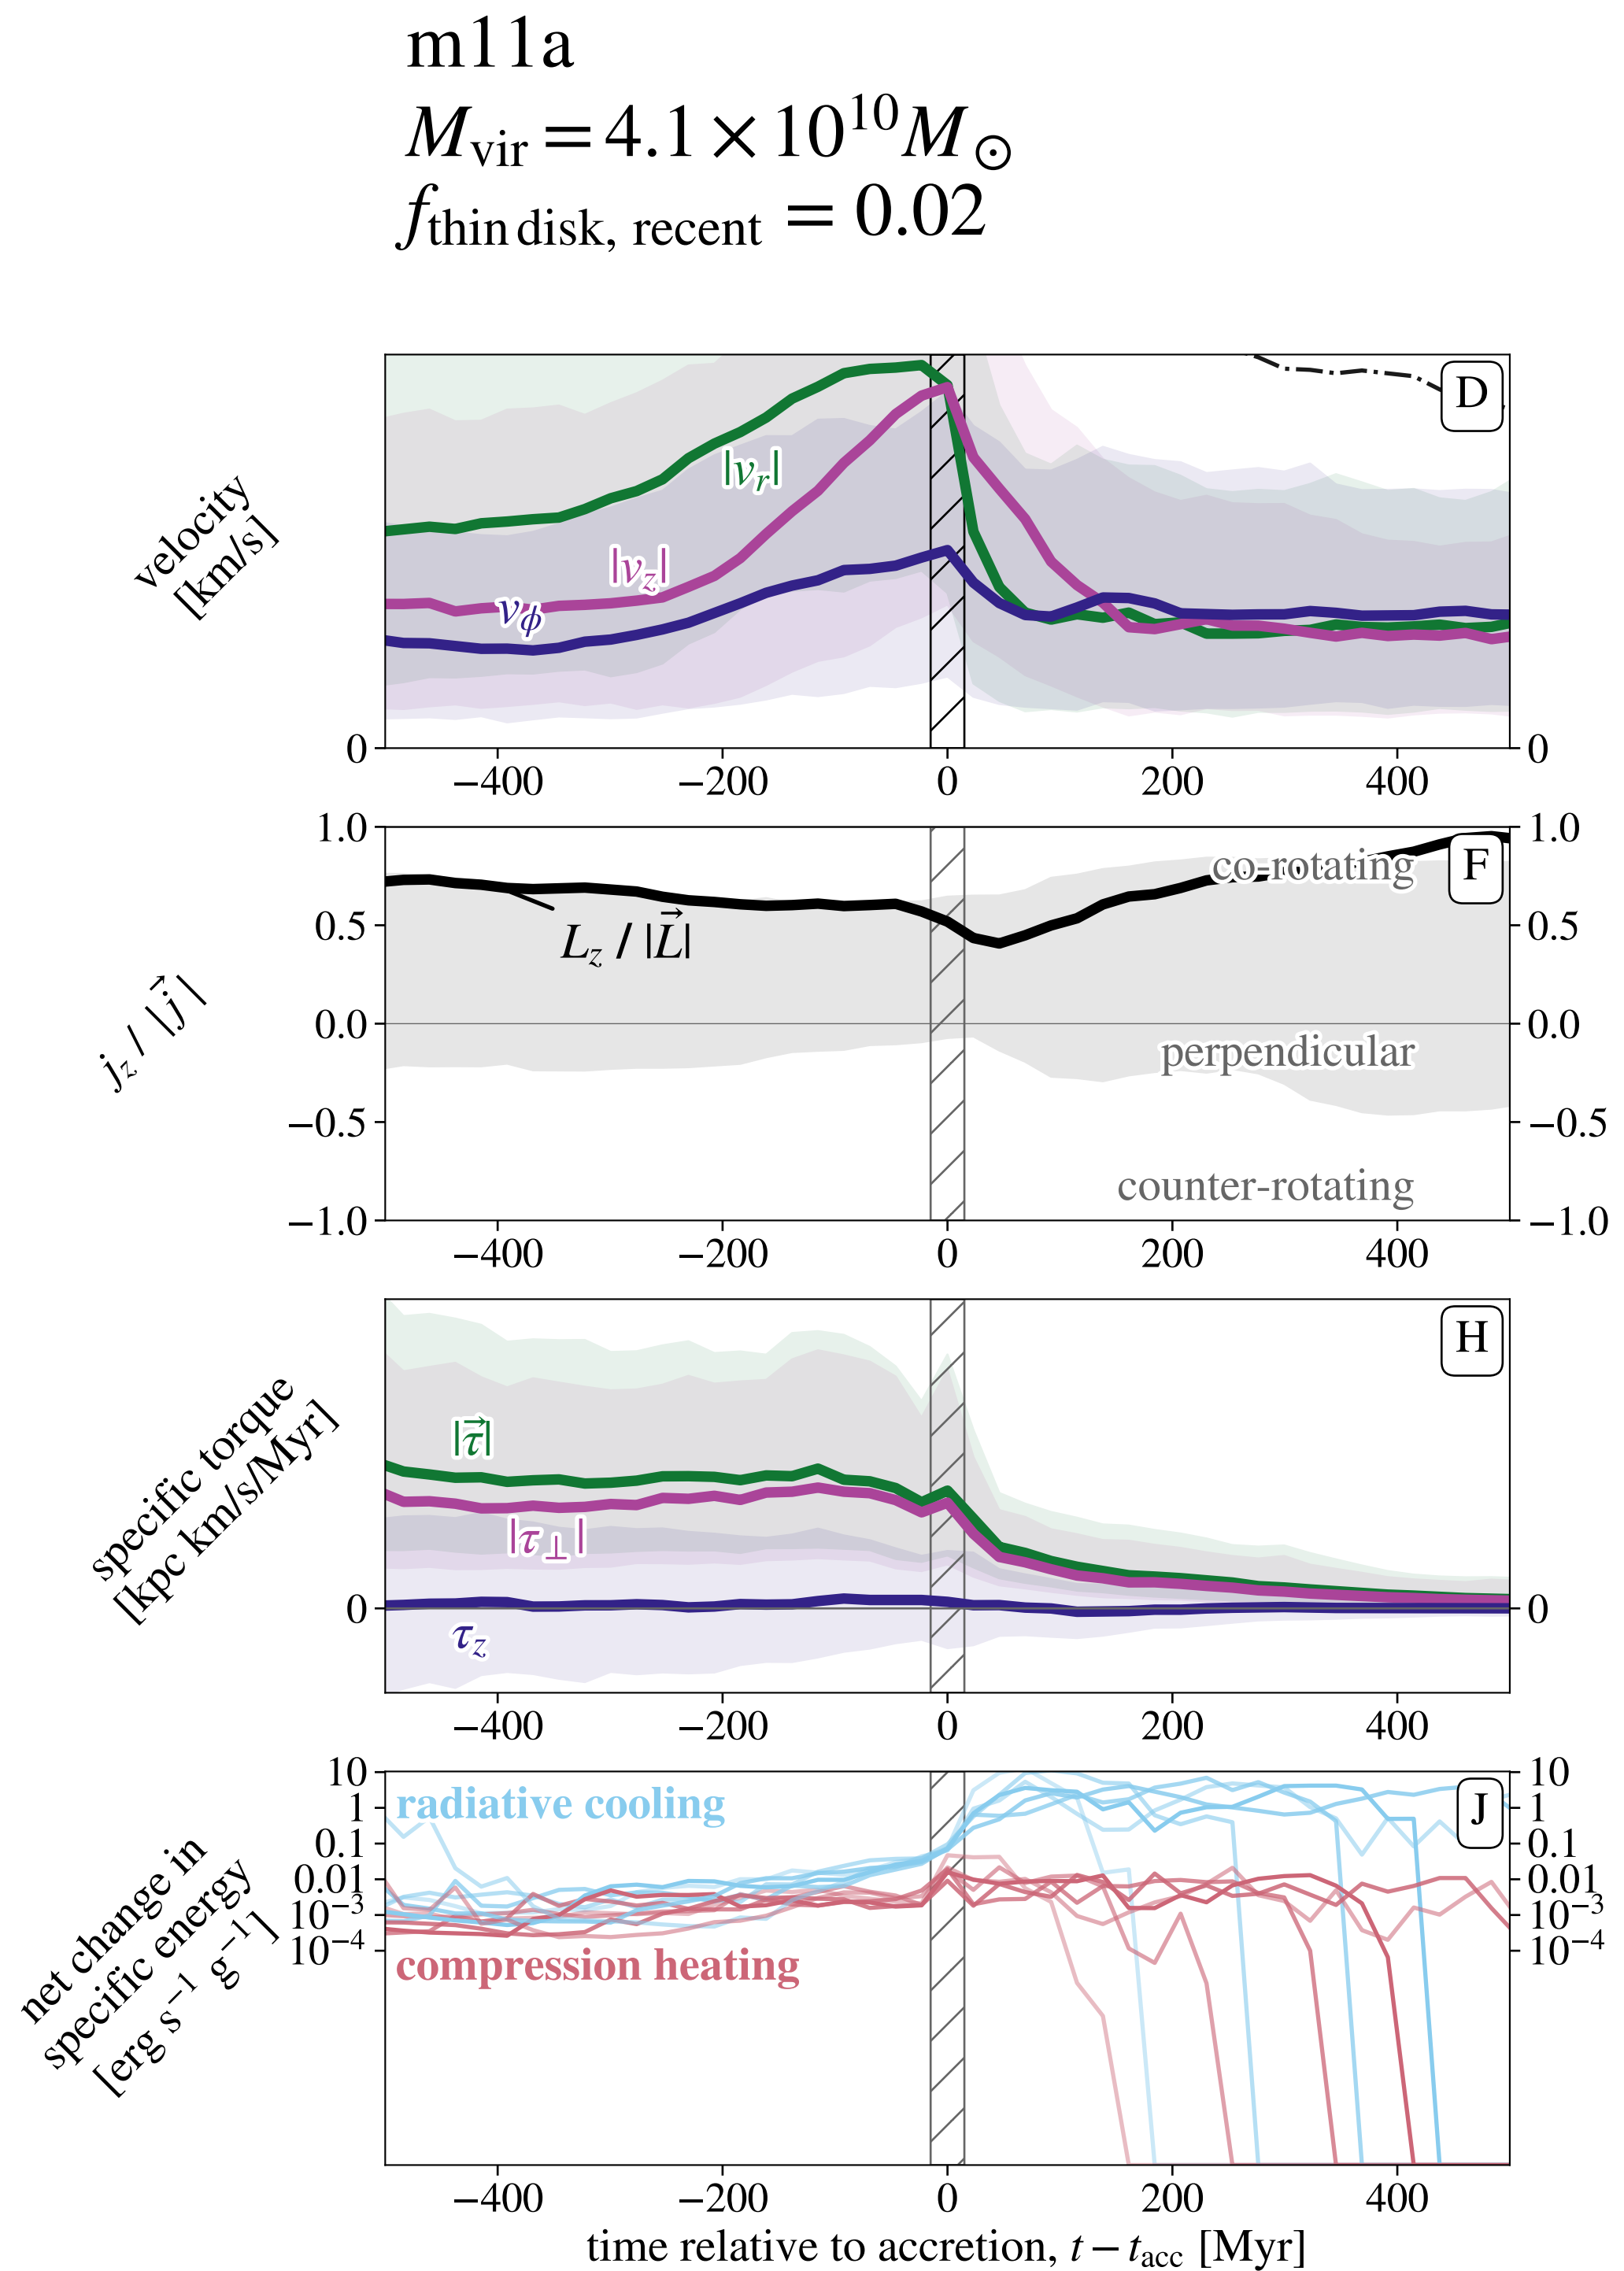 m11a
M_vir = 4.1 × 10^10 M_⊙
f_thin disk, recent = 0.02
velocity
[km/s]
D
|v_r|
|v_z|
v_ϕ
0 0
−400 −200 0 200 400
j_z / |j⃗|
1.0 1.0
0.5 0.5
0.0 0.0
−0.5 −0.5
−1.0 −1.0
co-rotating
F
L_z / |L⃗|
perpendicular
counter-rotating
−400 −200 0 200 400
specific torque
[kpc km/s/Myr]
H
|τ⃗|
|τ_⊥|
0 0
τ_z
−400 −200 0 200 400
net change in
specific energy
[erg s^−1 g^−1]
10 10
1 1
0.1 0.1
0.01 0.01
10^−3 10^−3
10^−4 10^−4
radiative cooling
J
compression heating
−400 −200 0 200 400
time relative to accretion, t − t_acc [Myr]